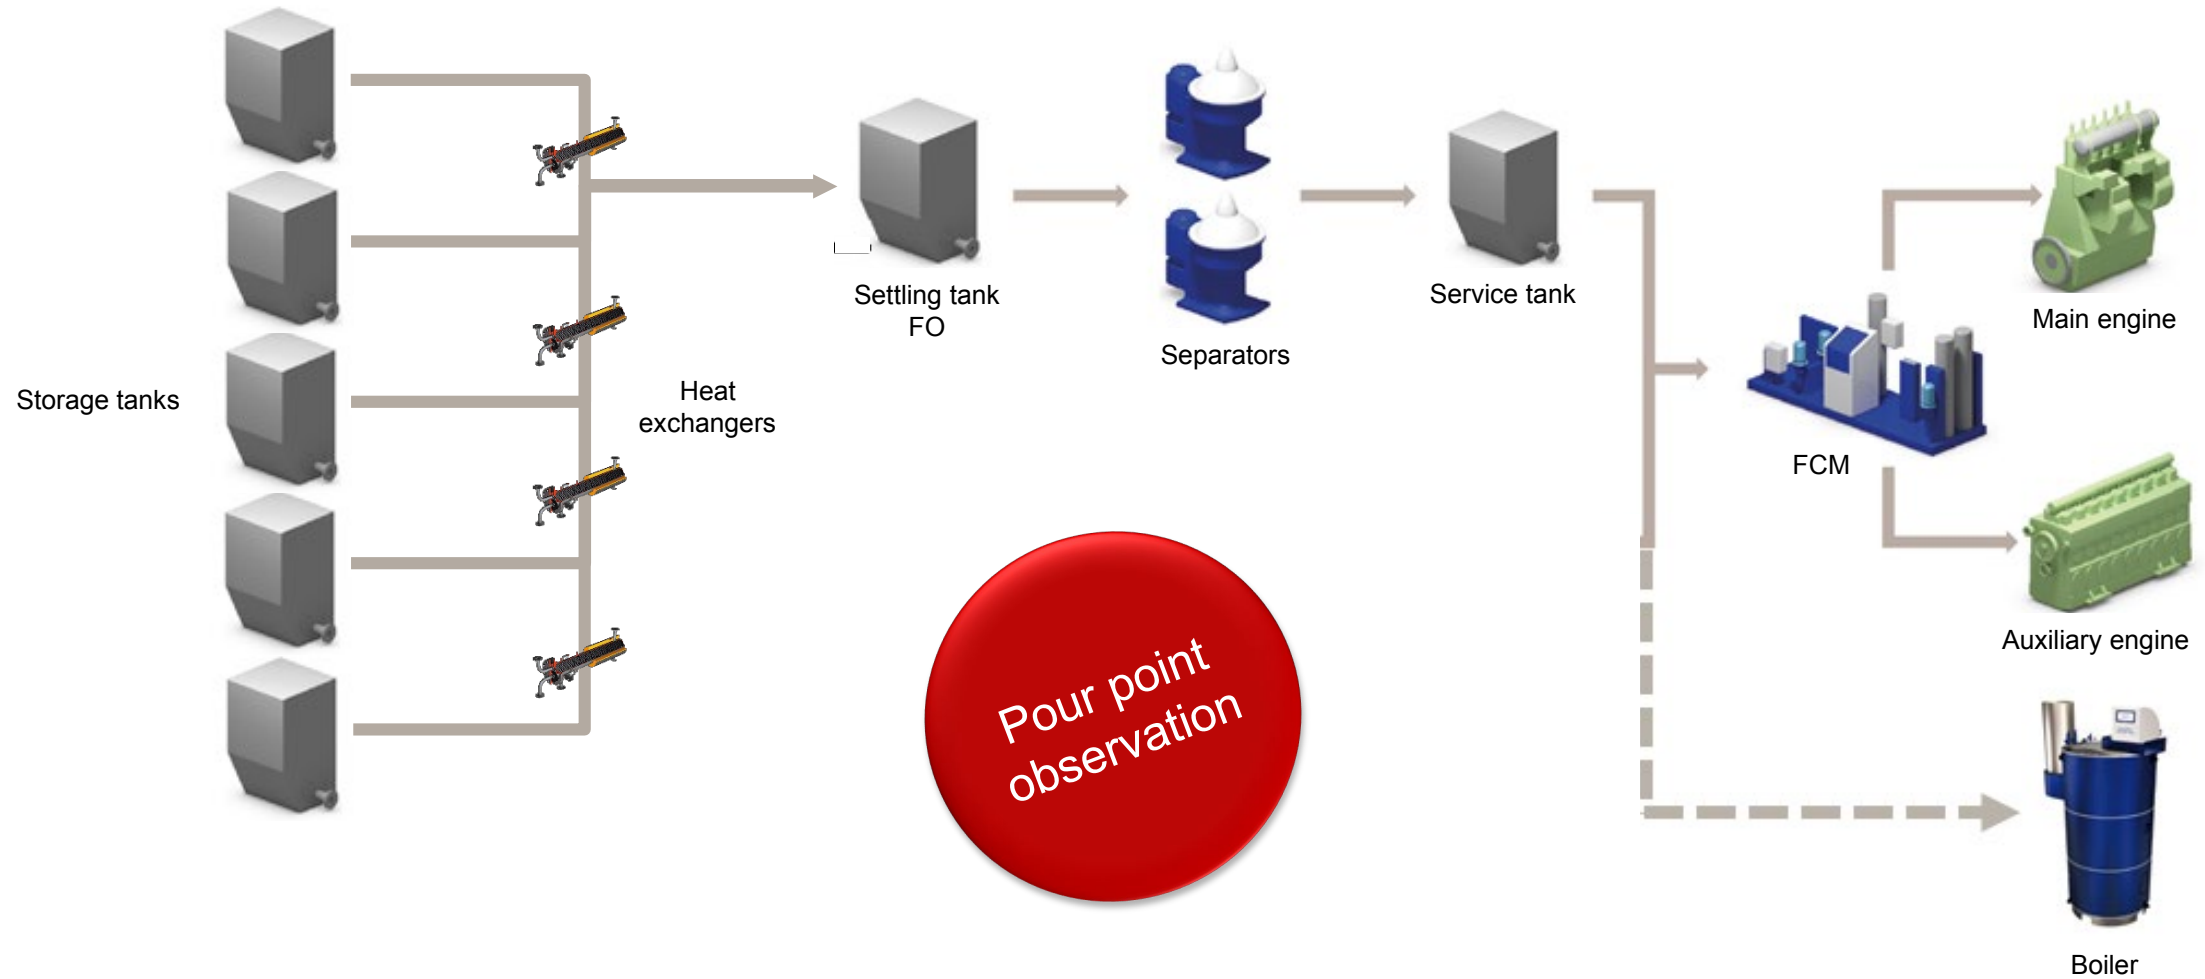 Storage tanks
Heat
exchangers
Settling tank
FO
Separators
Service tank
FCM
Main engine
Auxiliary engine
Boiler
Pour point
observation